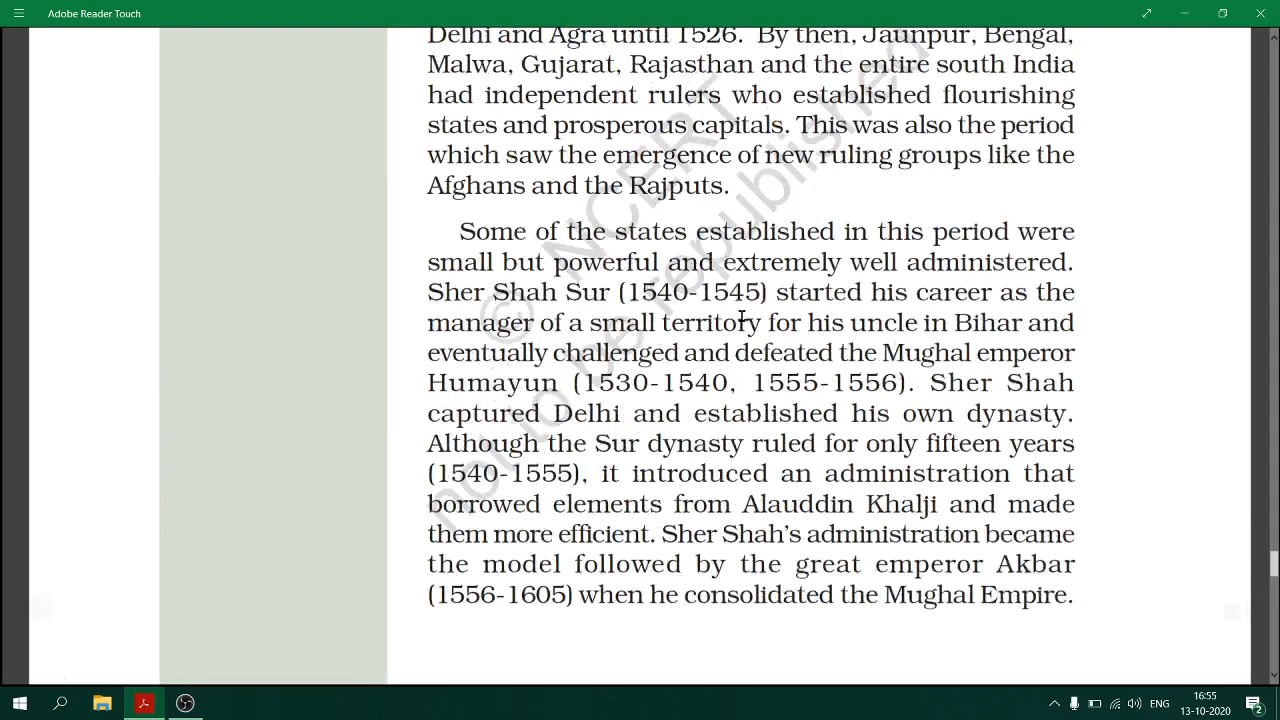 Adobe Reader Touch
Delhi and Agra until 1526. By then, Jaunpur, Bengal,
Malwa, Gujarat, Rajasthan and the entire south India
had independent rulers who established flourishing
states and prosperous capitals. This was also the period
which saw the emergence of new ruling groups like the
Afghans and the Rajputs.
Some of the states established in this period were
small but powerful and extremely well administered.
Sher Shah Sur (1540-1545) started his career as the
manager of a small territory for his uncle in Bihar and
eventually challenged and defeated the Mughal emperor
Humayun (1530-1540, 1555-1556). Sher Shah
captured Delhi and established his own dynasty.
Although the Sur dynasty ruled for only fifteen years
(1540-1555), it introduced an administration that
borrowed elements from Alauddin Khalji and made
them more efficient. Sher Shah's administration became
the model followed by the great emperor Akbar
(1556-1605) when he consolidated the Mughal Empire.
© NCERT
not to be republished
ENG
16:55
13-10-2020
2